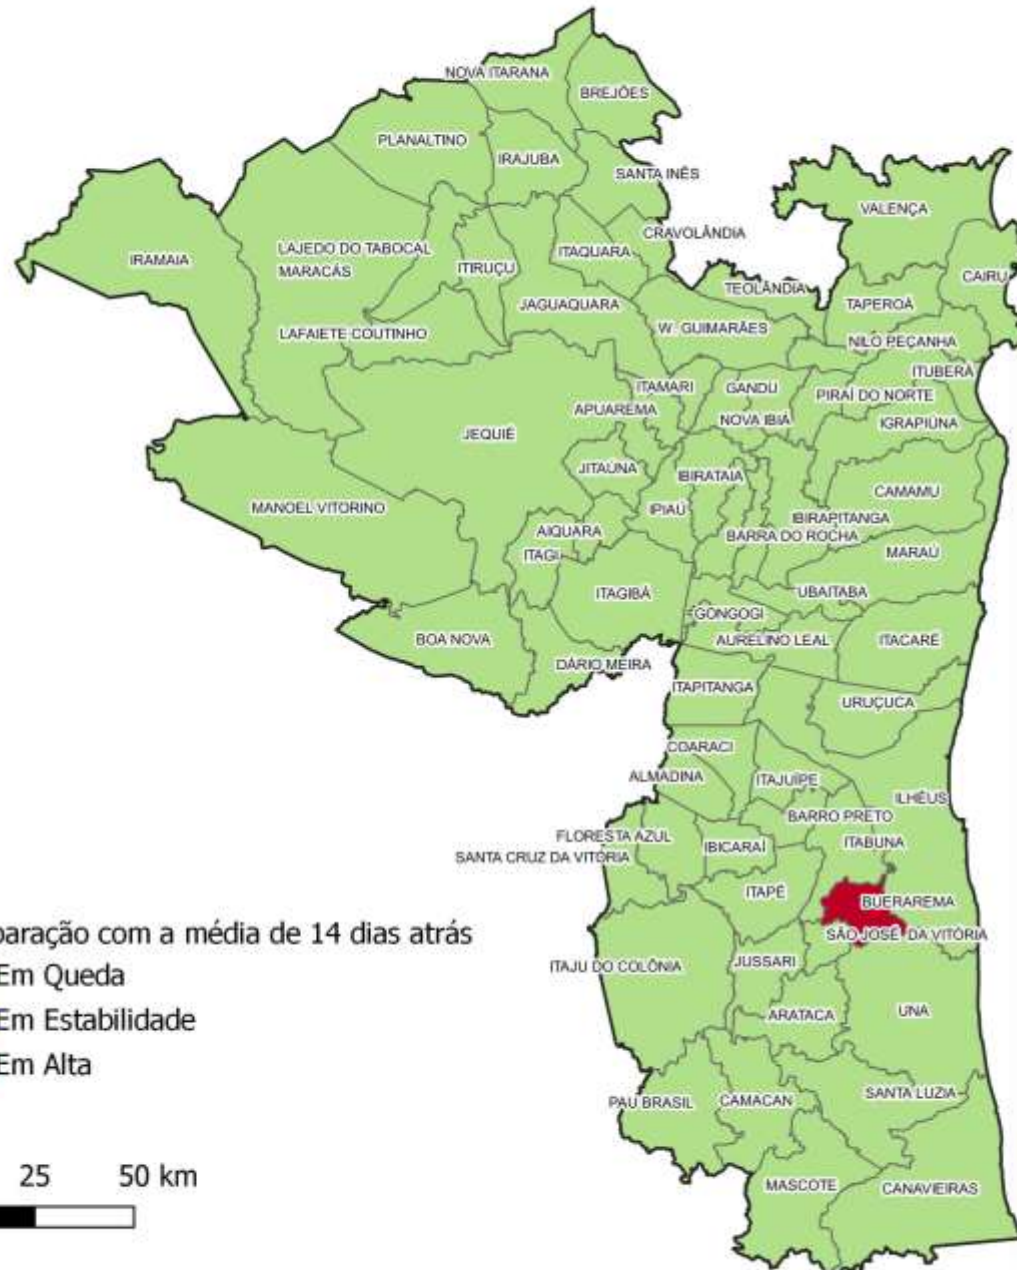 NOVA ITARANA
BREJÕES
PLANALTINO
IRAJUBA
SANTA INÊS
VALENÇA
CRAVOLÂNDIA
LAJEDO DO TABOCAL
ITAQUARA
IRAMAIA
ITIRUÇU
MARACÁS
CAIRU
TEOLÂNDIA
JAGUAQUARA
TAPEROÁ
W. GUIMARÃES
LAFAIETE COUTINHO
NILO PEÇANHA
ITUBERÁ
ITAMARI
GANDU
PIRAÍ DO NORTE
APUAREMA
NOVA IBIÁ
IGRAPIÚNA
JEQUIÉ
JITAÚNA
IBIRATAIA
CAMAMU
MANOEL VITORINO
IPIAÚ
IBIRAPITANGA
AIQUARA
BARRA DO ROCHA
ITAGI
MARAÚ
ITAGIBÁ
UBAITABA
GONGOGI
BOA NOVA
AURELINO LEAL
ITACARÉ
DÁRIO MEIRA
ITAPITANGA
URUÇUCA
COARACI
ALMADINA
ITAJUÍPE
ILHÉUS
BARRO PRETO
FLORESTA AZUL
IBICARAÍ
ITABUNA
SANTA CRUZ DA VITÓRIA
ITAPÉ
BUERAREMA
SÃO JOSÉ DA VITÓRIA
paração com a média de 14 dias atrás
ITAJU DO COLÔNIA
JUSSARI
Em Queda
UNA
ARATACA
Em Estabilidade
Em Alta
SANTA LUZIA
PAU BRASIL
CAMACAN
25 50 km
MASCOTE
CANAVIEIRAS